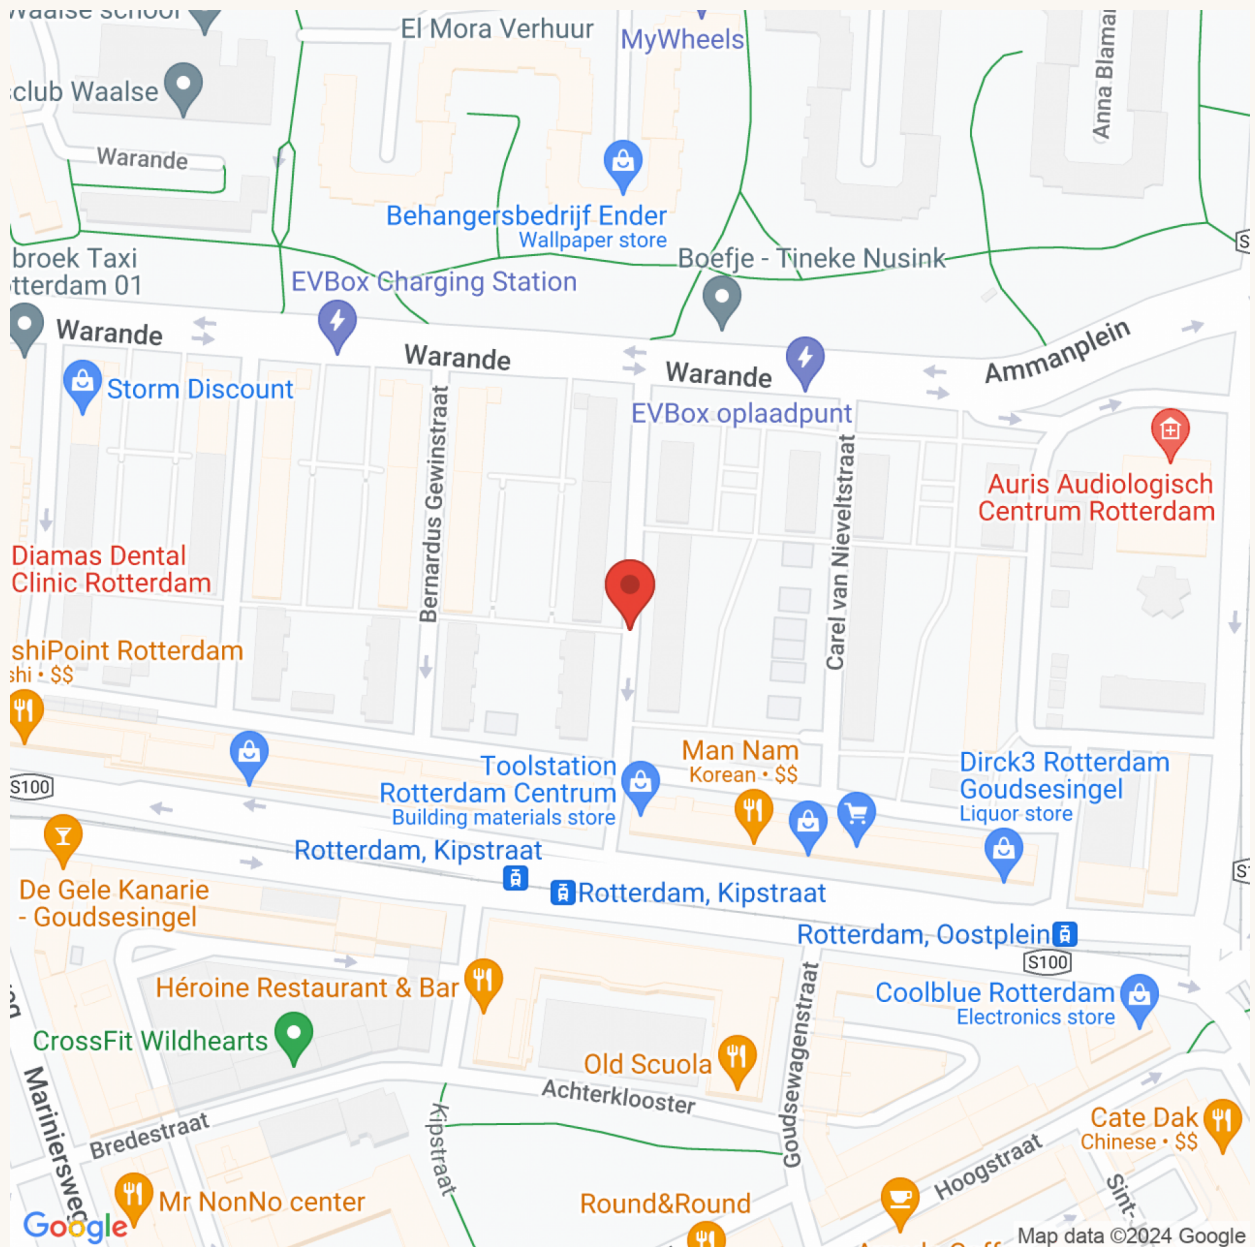 Waalse school
El Mora Verhuur
MyWheels
Anna Blaman
sclub Waalse
Warande
Behangersbedrijf Ender
Wallpaper store
broek Taxi
otterdam 01
Boefje - Tineke Nusink
EVBox Charging Station
Warande
Warande
Warande
Ammanplein
Storm Discount
EVBox oplaadpunt
Bernardus Gewinstraat
Carel van Nieveltstraat
Auris Audiologisch
Centrum Rotterdam
Diamas Dental
Clinic Rotterdam
shiPoint Rotterdam
shi • $$
S100
Toolstation
Rotterdam Centrum
Building materials store
Man Nam
Korean • $$
Dirck3 Rotterdam
Goudsesingel
Liquor store
Rotterdam, Kipstraat
Rotterdam, Kipstraat
De Gele Kanarie
- Goudsesingel
Rotterdam, Oostplein
S100
Héroine Restaurant & Bar
Coolblue Rotterdam
Electronics store
CrossFit Wildhearts
Old Scuola
Goudsewagenstraat
Achterklooster
Mariniersweg
Bredestraat
Kipstraat
Cate Dak
Chinese • $$
Hoogstraat
Sint-
Mr NonNo center
Round&Round
Google
Map data ©2024 Google